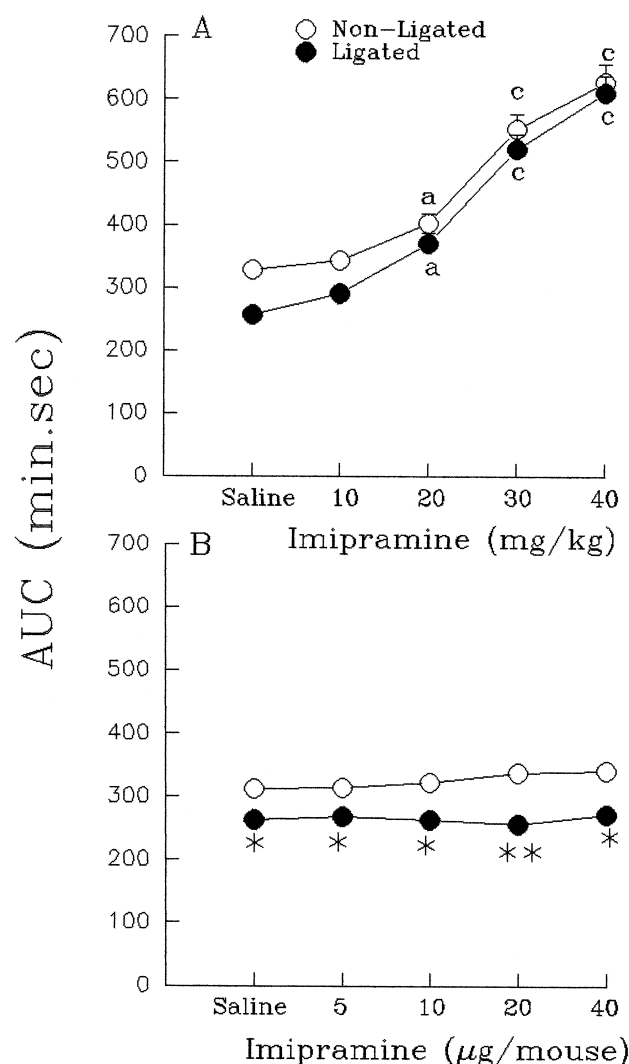 A
Non-Ligated
Ligated
700
600
500
400
300
200
100
0
c
c
c
c
a
a
Saline 10 20 30 40
Imipramine (mg/kg)
AUC (min.sec)
B
700
600
500
400
300
200
100
0
* * * ** *
Saline 5 10 20 40
Imipramine (μg/mouse)